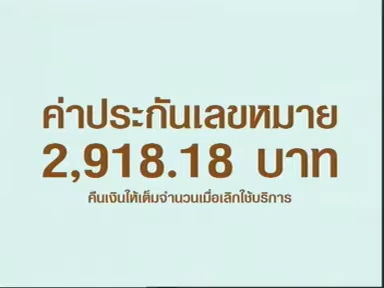 ค่าประกันเลขหมาย
2,918.18 บาท
คืนเงินให้เต็มจำนวนเมื่อเลิกใช้บริการ